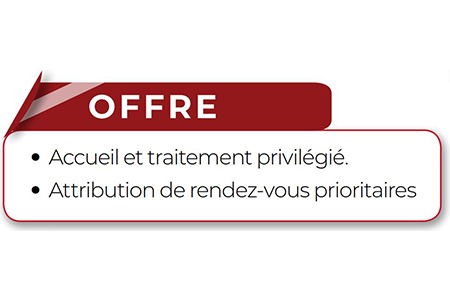 OFFRE
• Accueil et traitement privilégié.
• Attribution de rendez-vous prioritaires